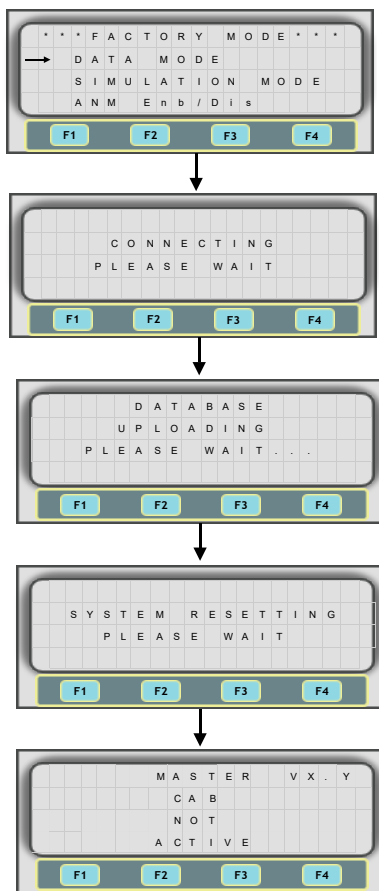 * * * FACTORY MODE * * *
DATA MODE
SIMULATION MODE
ANM Enb/Dis
F1 F2 F3 F4
CONNECTING
PLEASE WAIT
F1 F2 F3 F4
DATABASE
UPLOADING
PLEASE WAIT...
F1 F2 F3 F4
SYSTEM RESETTING
PLEASE WAIT
F1 F2 F3 F4
MASTER VX.Y
CAB
NOT
ACTIVE
F1 F2 F3 F4